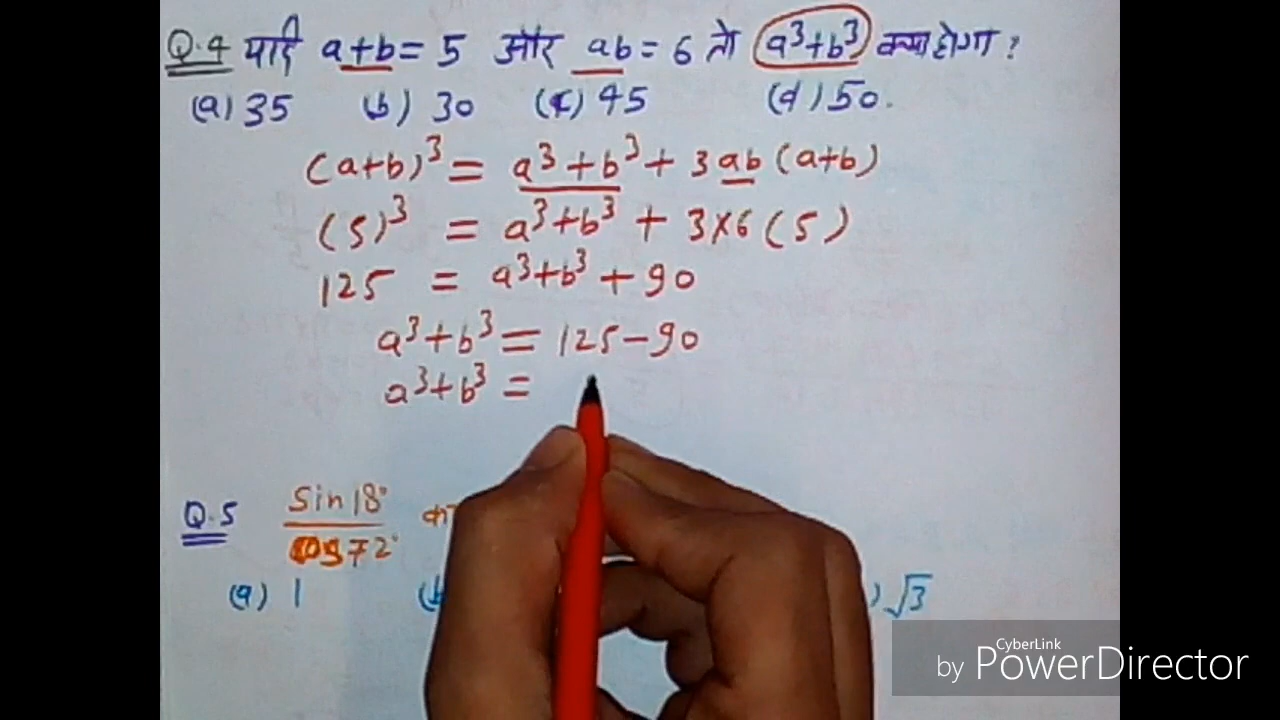 Q.4 यदि a+b = 5 और ab = 6 तो a³+b³ क्या होगा ?
(a) 35 (b) 30 (c) 45 (d) 50.
(a+b)³ = a³+b³ + 3ab(a+b)
(5)³ = a³+b³ + 3×6(5)
125 = a³+b³ + 90
a³+b³ = 125-90
a³+b³ =
Q.5 Sin18° / Cos72°
(a) 1 ) √3
CyberLink
by PowerDirector